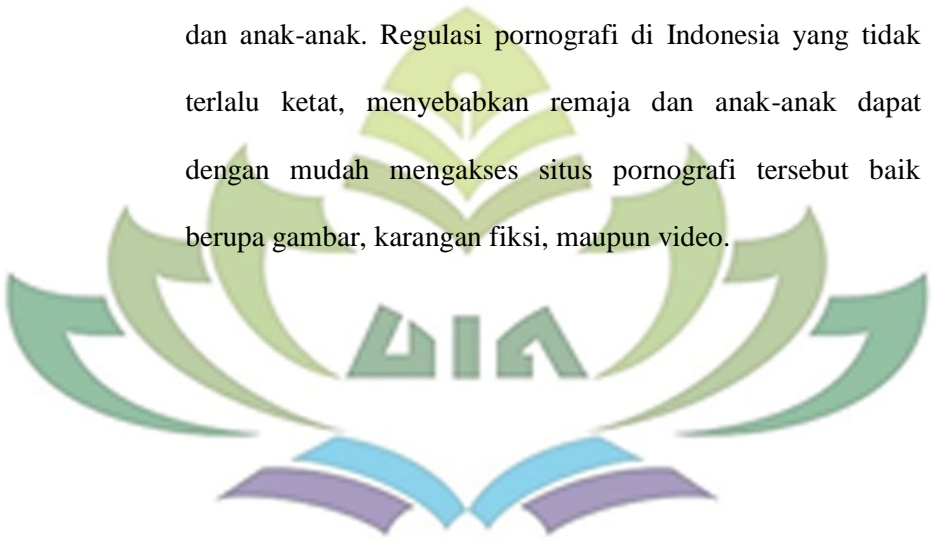 dan anak-anak. Regulasi pornografi di Indonesia yang tidak
terlalu ketat, menyebabkan remaja dan anak-anak dapat
dengan mudah mengakses situs pornografi tersebut baik
berupa gambar, karangan fiksi, maupun video.
UIN